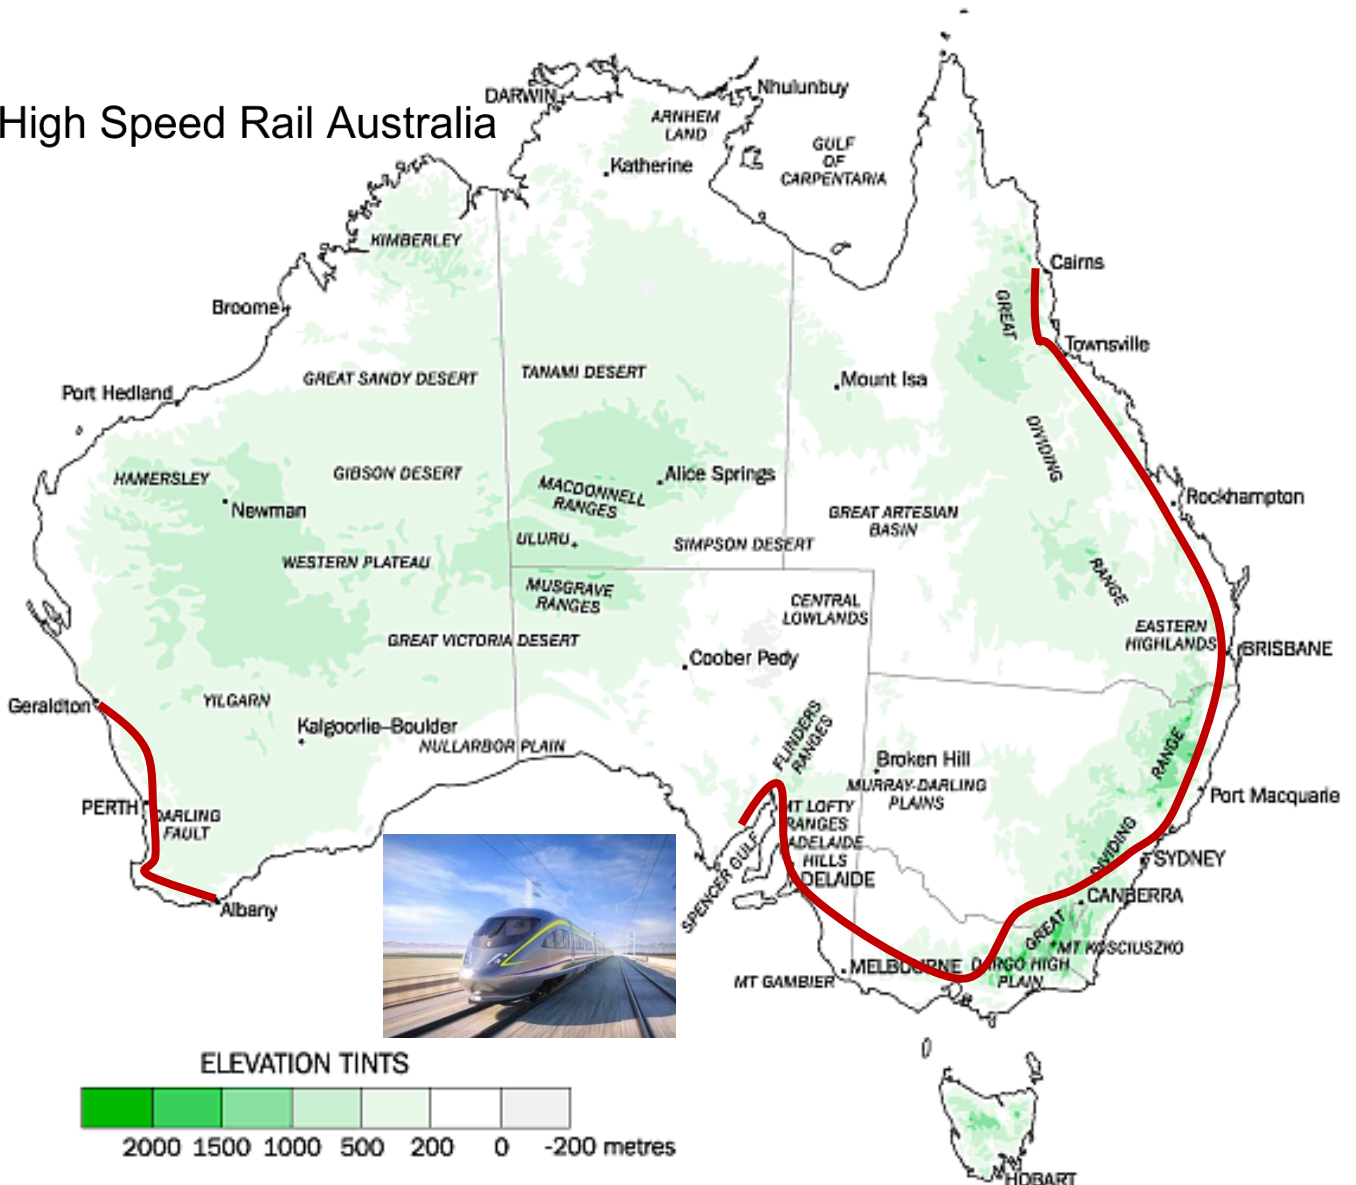 High Speed Rail Australia
DARWIN
Nhulunbuy
ARNHEM
LAND
Katherine
GULF
OF
CARPENTARIA
KIMBERLEY
Cairns
Broome
GREAT
Townsville
Port Hedland
GREAT SANDY DESERT
TANAMI DESERT
Mount Isa
DIVIDING
HAMERSLEY
GIBSON DESERT
Alice Springs
MACDONNELL
RANGES
Newman
Rockhampton
GREAT ARTESIAN
BASIN
ULURU
SIMPSON DESERT
WESTERN PLATEAU
RANGE
MUSGRAVE
RANGES
CENTRAL
LOWLANDS
EASTERN
HIGHLANDS
GREAT VICTORIA DESERT
BRISBANE
Coober Pedy
YILGARN
Geraldton
Kalgoorlie-Boulder
NULLARBOR PLAIN
FLINDERS
RANGES
RANGE
Broken Hill
MURRAY-DARLING
PLAINS
Port Macquarie
PERTH
DARLING
FAULT
MT LOFTY
RANGES
ADELAIDE
HILLS
DIVIDING
SYDNEY
SPENCER GULF
ADELAIDE
CANBERRA
Albany
GREAT
MT KOSCIUSZKO
MELBOURNE
DARGO HIGH
PLAIN
MT GAMBIER
ELEVATION TINTS
2000 1500 1000 500 200 0 -200 metres
HOBART